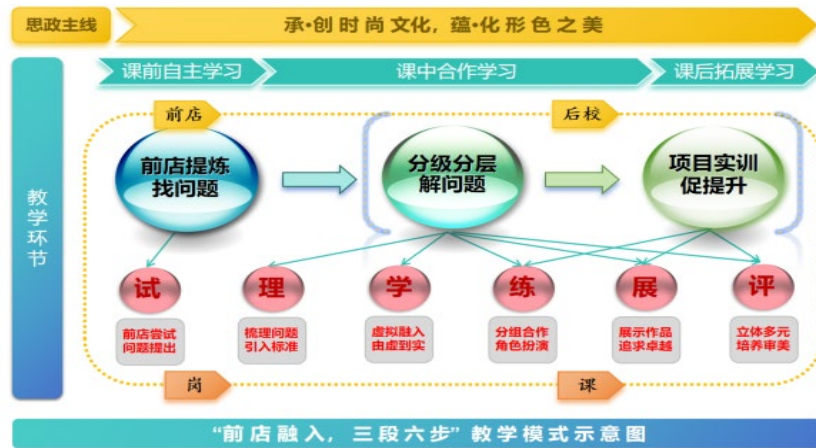 思政主线
承·创时尚文化，蕴·化形色之美
课前自主学习
课中合作学习
课后拓展学习
教学环节
前店
后校
前店提炼
找问题
分级分层
解问题
项目实训
促提升
试
理
学
练
展
评
前店尝试
问题提出
梳理问题
引入标准
虚拟融入
由虚到实
分组合作
角色扮演
展示作品
追求卓越
立体多元
培养审美
岗
课
“前店融入，三段六步”教学模式示意图